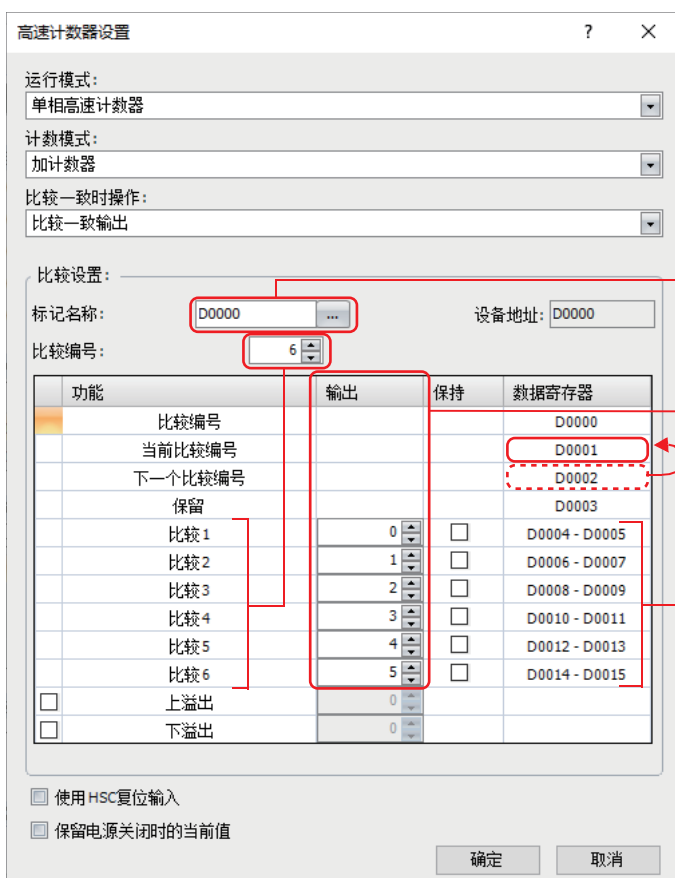 高速计数器设置 ?
运行模式:
单相高速计数器
计数模式:
加计数器
比较一致时操作:
比较一致输出
比较设置:
标记名称: D0000 ... 设备地址: D0000
比较编号: 6
功能 输出 保持 数据寄存器
比较编号 D0000
当前比较编号 D0001
下一个比较编号 D0002
保留 D0003
比较1 0 D0004 - D0005
比较2 1 D0006 - D0007
比较3 2 D0008 - D0009
比较4 3 D0010 - D0011
比较5 4 D0012 - D0013
比较6 5 D0014 - D0015
上溢出 0
下溢出 0
使用HSC复位输入
保留电源关闭时的当前值
确定 取消